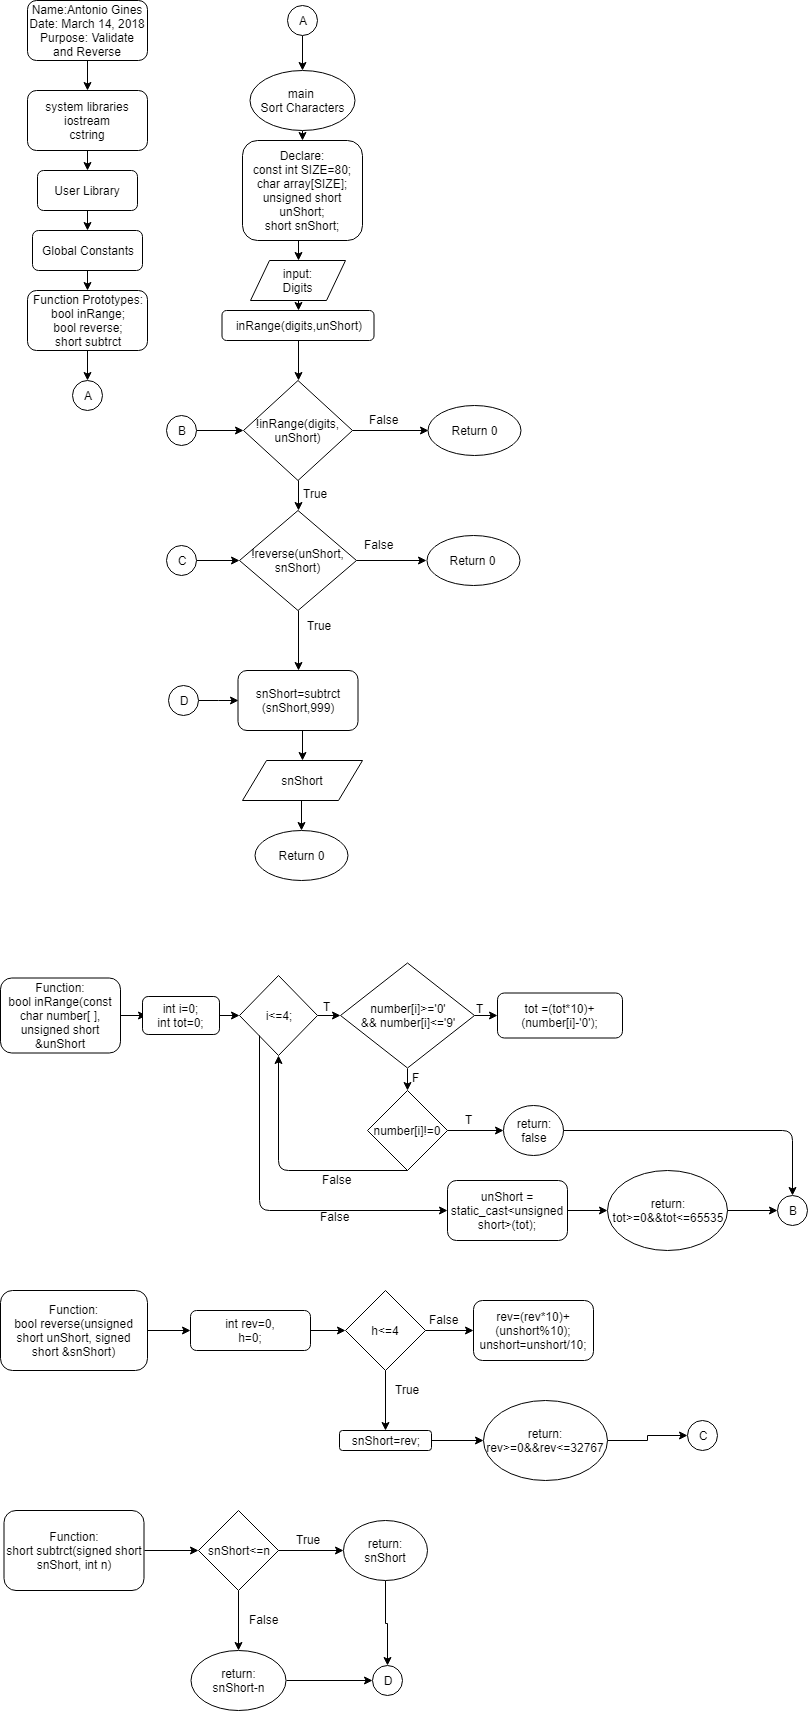 Name:Antonio Gines
Date: March 14, 2018
Purpose: Validate
and Reverse
system libraries
iostream
cstring
User Library
Global Constants
Function Prototypes:
bool inRange;
bool reverse;
short subtrct
A
A
main
Sort Characters
Declare:
const int SIZE=80;
char array[SIZE];
unsigned short
unShort;
short snShort;
input:
Digits
inRange(digits,unShort)
B
!inRange(digits,
unShort)
False
Return 0
True
C
!reverse(unShort,
snShort)
False
Return 0
True
D
snShort=subtrct
(snShort,999)
snShort
Return 0
Function:
bool inRange(const
char number[ ],
unsigned short
&unShort
int i=0;
int tot=0;
i<=4;
T
number[i]>='0'
&& number[i]<='9'
T
tot =(tot*10)+
(number[i]-'0');
F
number[i]!=0
T
return:
false
False
False
unShort =
static_cast<unsigned
short>(tot);
return:
tot>=0&&tot<=65535
B
Function:
bool reverse(unsigned
short unShort, signed
short &snShort)
int rev=0,
h=0;
h<=4
False
rev=(rev*10)+
(unshort%10);
unshort=unshort/10;
True
snShort=rev;
return:
rev>=0&&rev<=32767
C
Function:
short subtrct(signed short
snShort, int n)
snShort<=n
True
return:
snShort
False
return:
snShort-n
D